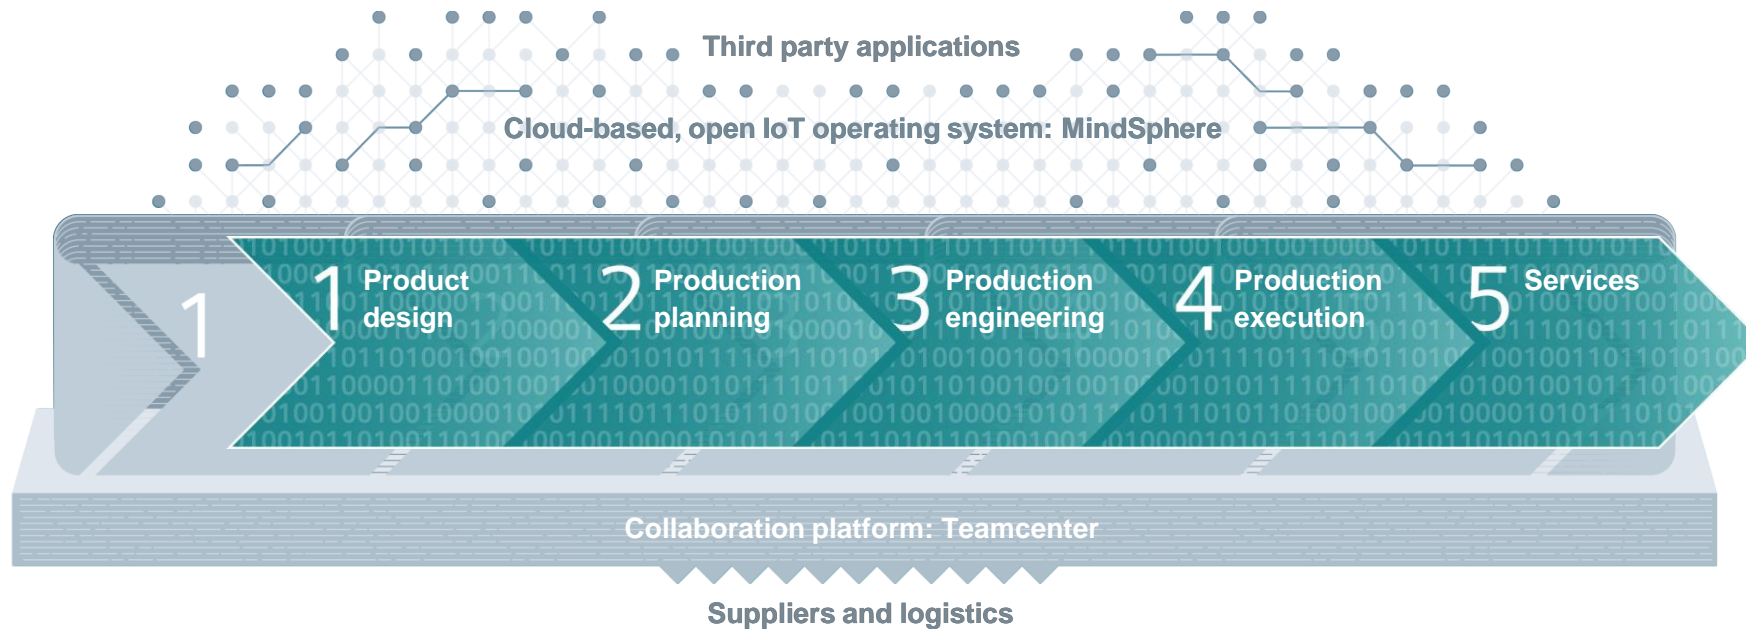 Third party applications
Cloud-based, open IoT operating system: MindSphere
1
1 Product
design
2 Production
planning
3 Production
engineering
4 Production
execution
5 Services
Collaboration platform: Teamcenter
Suppliers and logistics